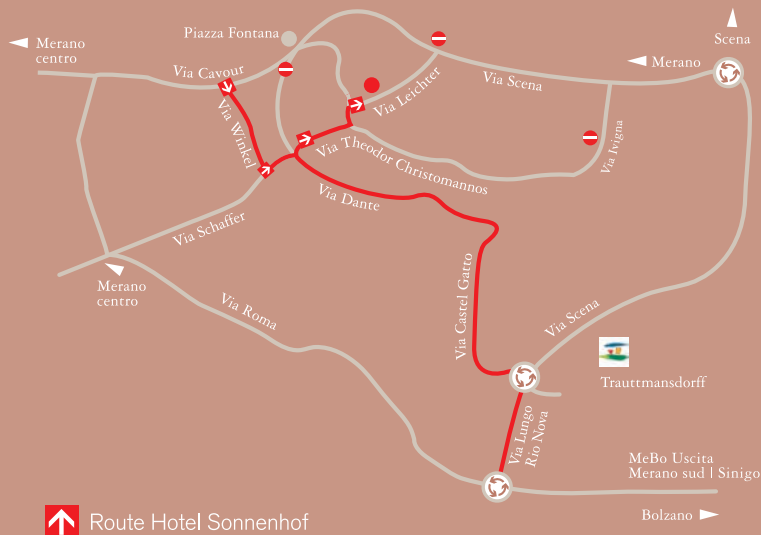 Scena
Piazza Fontana
Merano
centro
Merano
Via Cavour
Via Scena
Via Leichter
Via Winkel
Via Theodor Christomannos
Via Ivigna
Via Dante
Via Schaffer
Merano
centro
Via Castel Gatto
Via Roma
Via Scena
Trauttmansdorff
Via Lungo
Rio Nova
MeBo Uscita
Merano sud | Sinigo
Bolzano
Route Hotel Sonnenhof